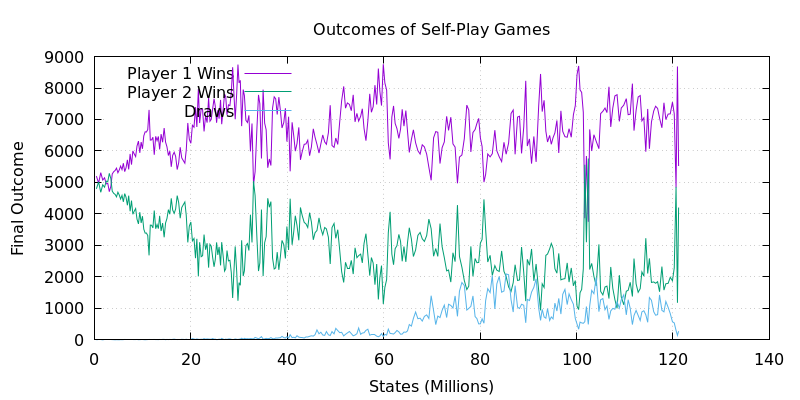 Outcomes of Self-Play Games
Final Outcome
9000
8000
7000
6000
5000
4000
3000
2000
1000
0
Player 1 Wins
Player 2 Wins
Draws
0 20 40 60 80 100 120 140
States (Millions)